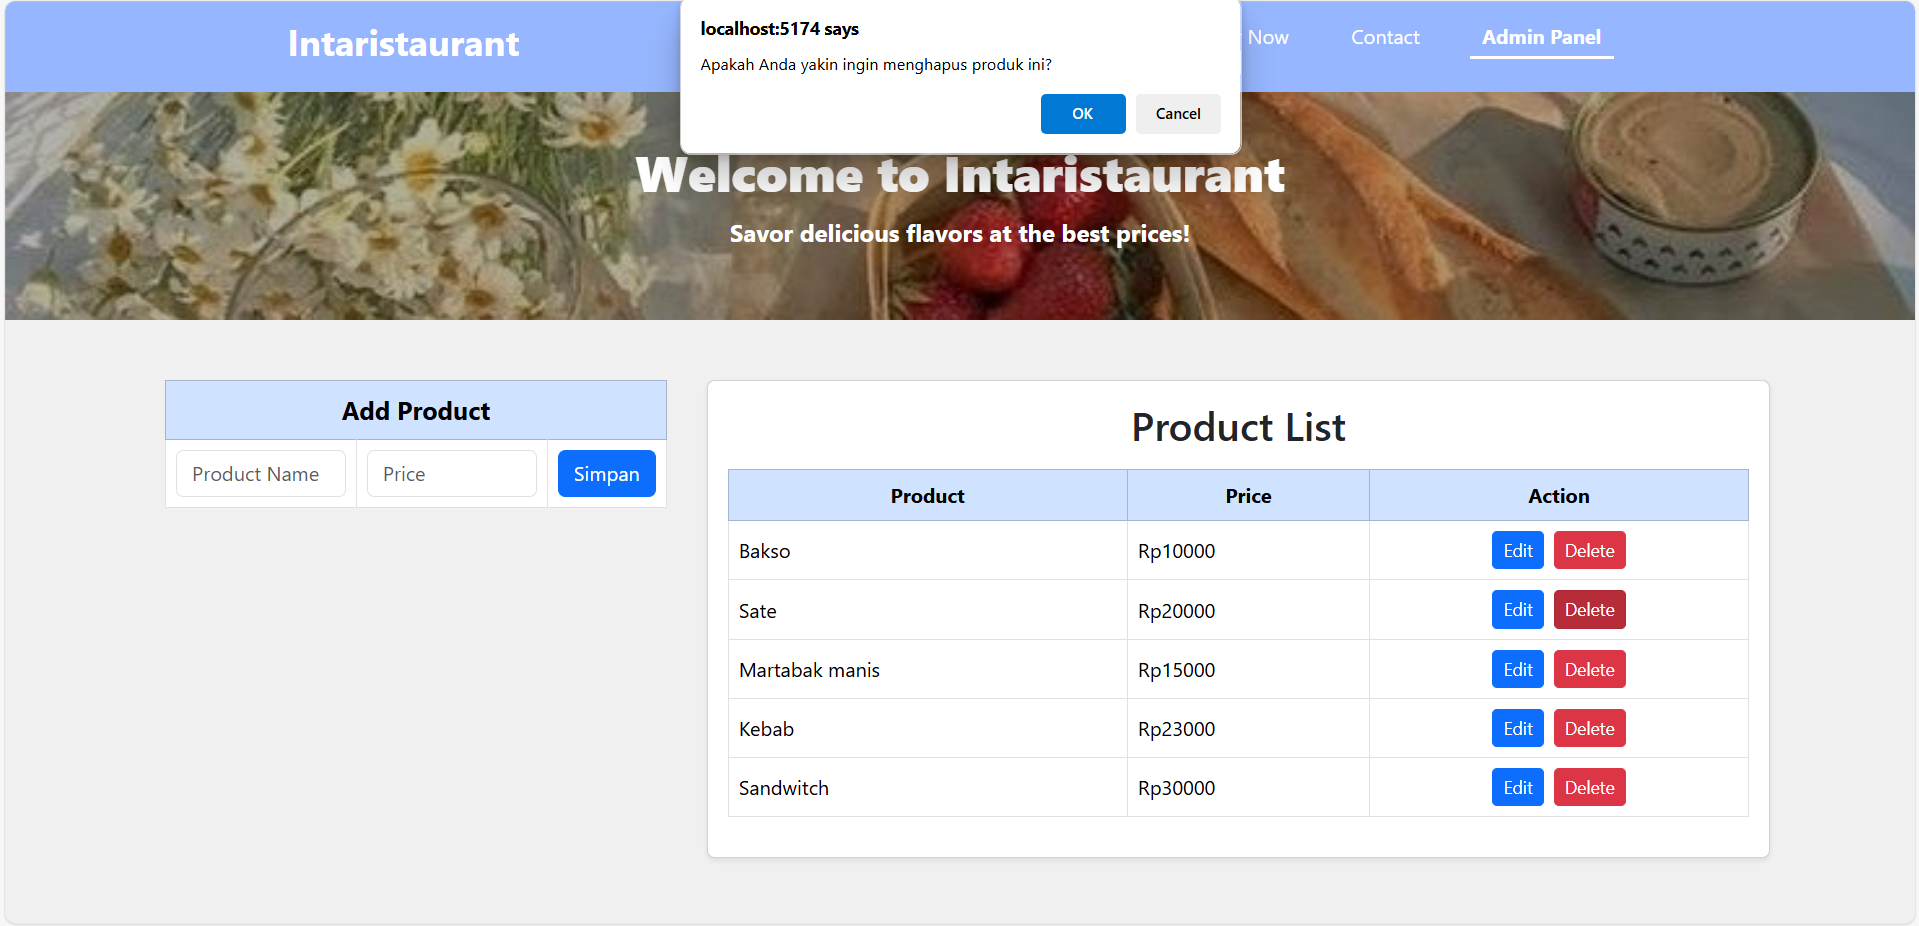 localhost:5174 says
Apakah Anda yakin ingin menghapus produk ini?
OK Cancel
Intaristaurant
Now Contact Admin Panel
Welcome to Intaristaurant
Savor delicious flavors at the best prices!
Add Product
Product Name Price Simpan
Product List
Product Price Action
Bakso Rp10000 Edit Delete
Sate Rp20000 Edit Delete
Martabak manis Rp15000 Edit Delete
Kebab Rp23000 Edit Delete
Sandwitch Rp30000 Edit Delete